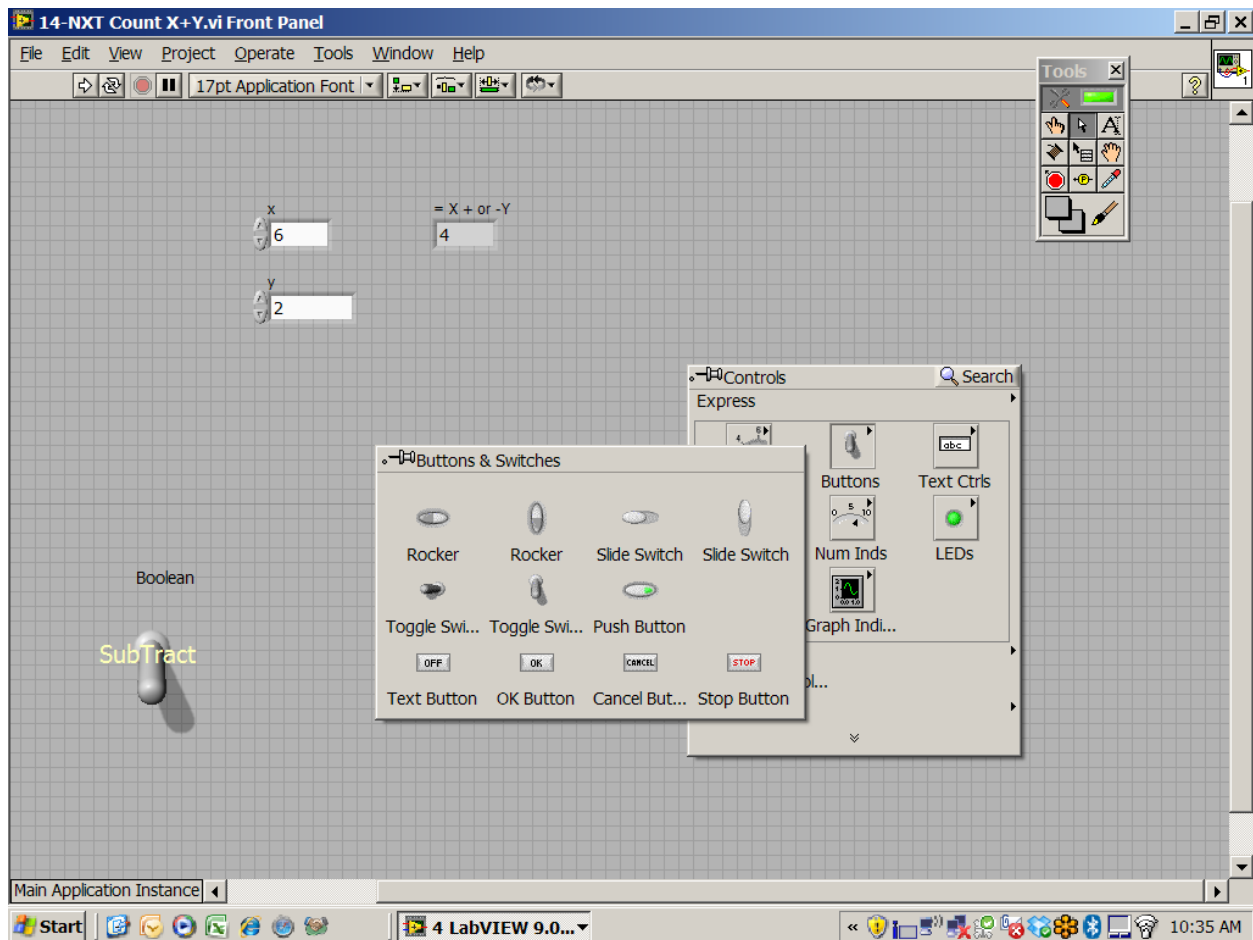 14-NXT Count X+Y.vi Front Panel
File Edit View Project Operate Tools Window Help
17pt Application Font
Tools
x
6
= X + or -Y
4
y
2
Controls
Search
Express
Buttons
Text Ctrls
Num Inds
LEDs
Graph Indi...
ol...
Buttons & Switches
Rocker Rocker Slide Switch Slide Switch
Toggle Swi... Toggle Swi... Push Button
OFF OK CANCEL STOP
Text Button OK Button Cancel But... Stop Button
Boolean
SubTract
Main Application Instance
Start
4 LabVIEW 9.0...
10:35 AM